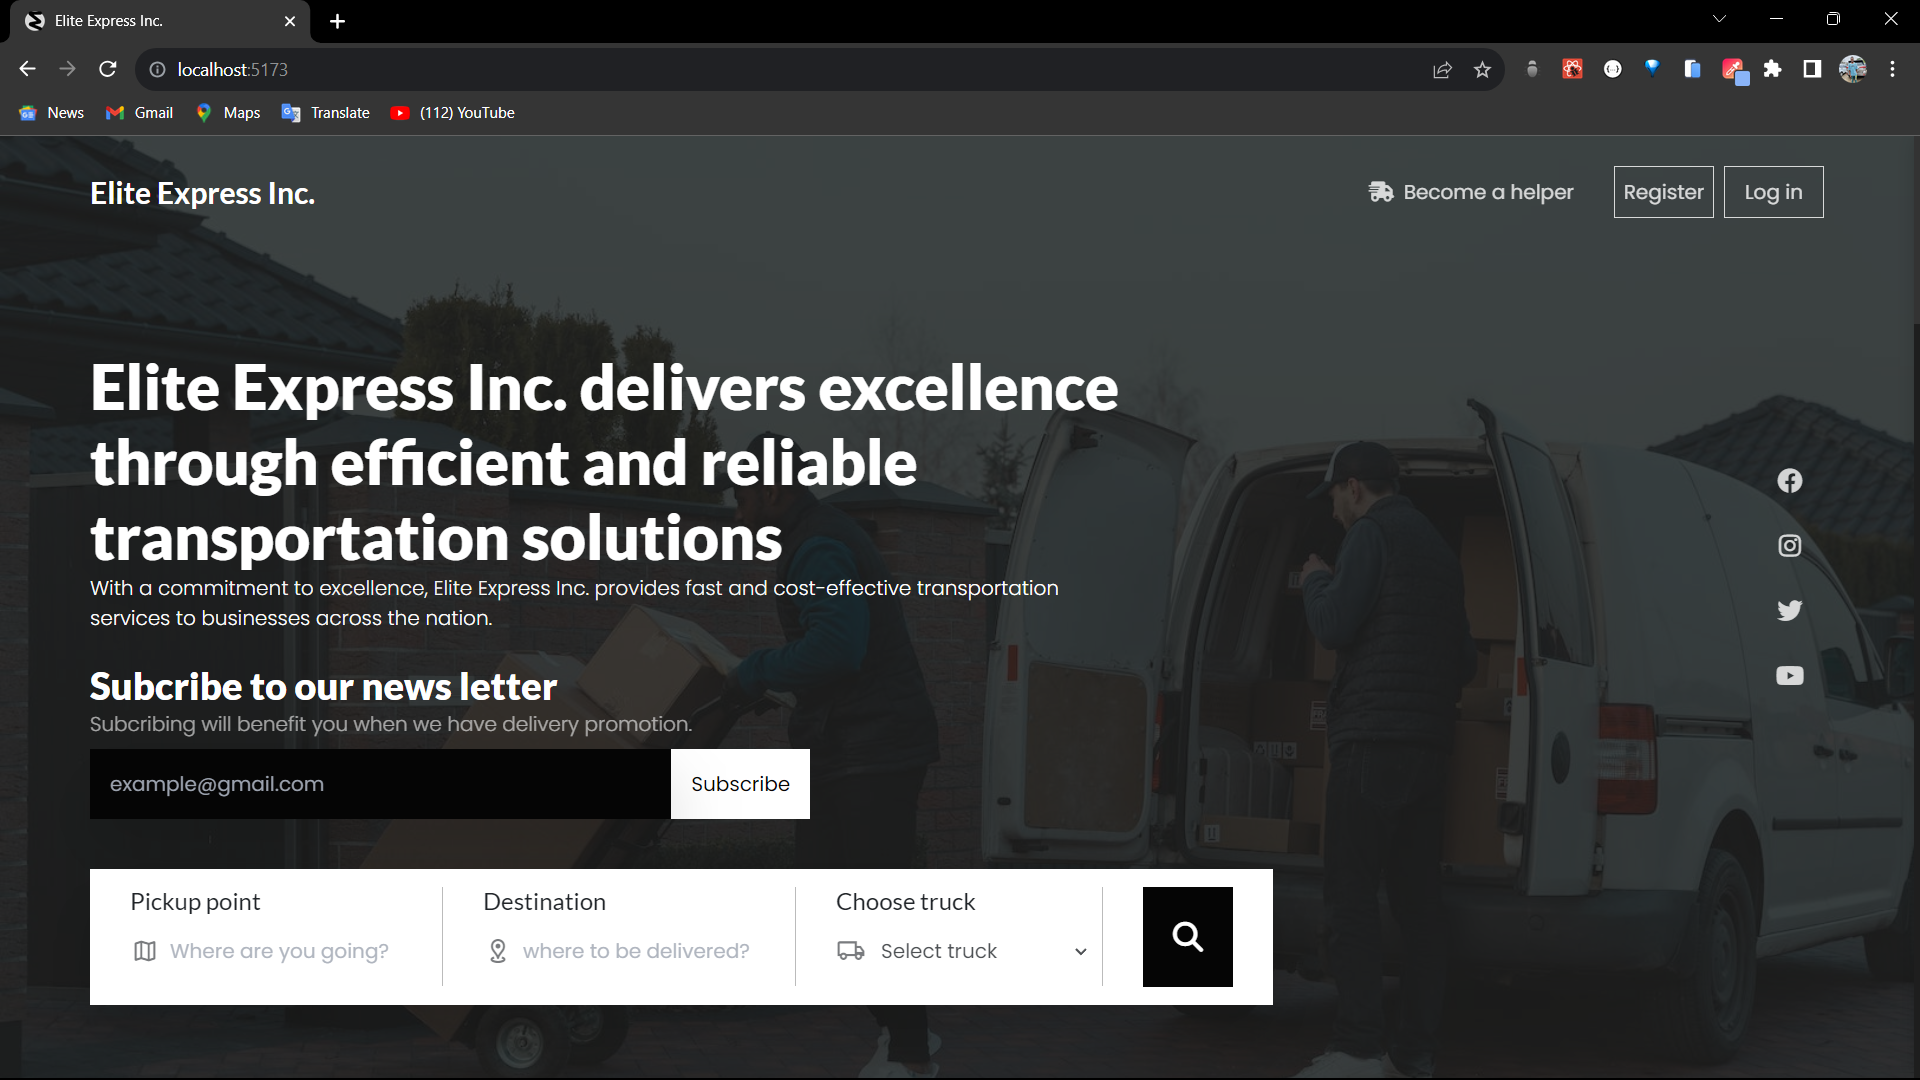 Elite Express Inc.
localhost:5173
News
Gmail
Maps
Translate
(112) YouTube
Elite Express Inc.
Become a helper
Register
Log in
Elite Express Inc. delivers excellence
through efficient and reliable
transportation solutions
With a commitment to excellence, Elite Express Inc. provides fast and cost-effective transportation
services to businesses across the nation.
Subcribe to our news letter
Subcribing will benefit you when we have delivery promotion.
example@gmail.com
Subscribe
Pickup point
Destination
Choose truck
Where are you going?
where to be delivered?
Select truck